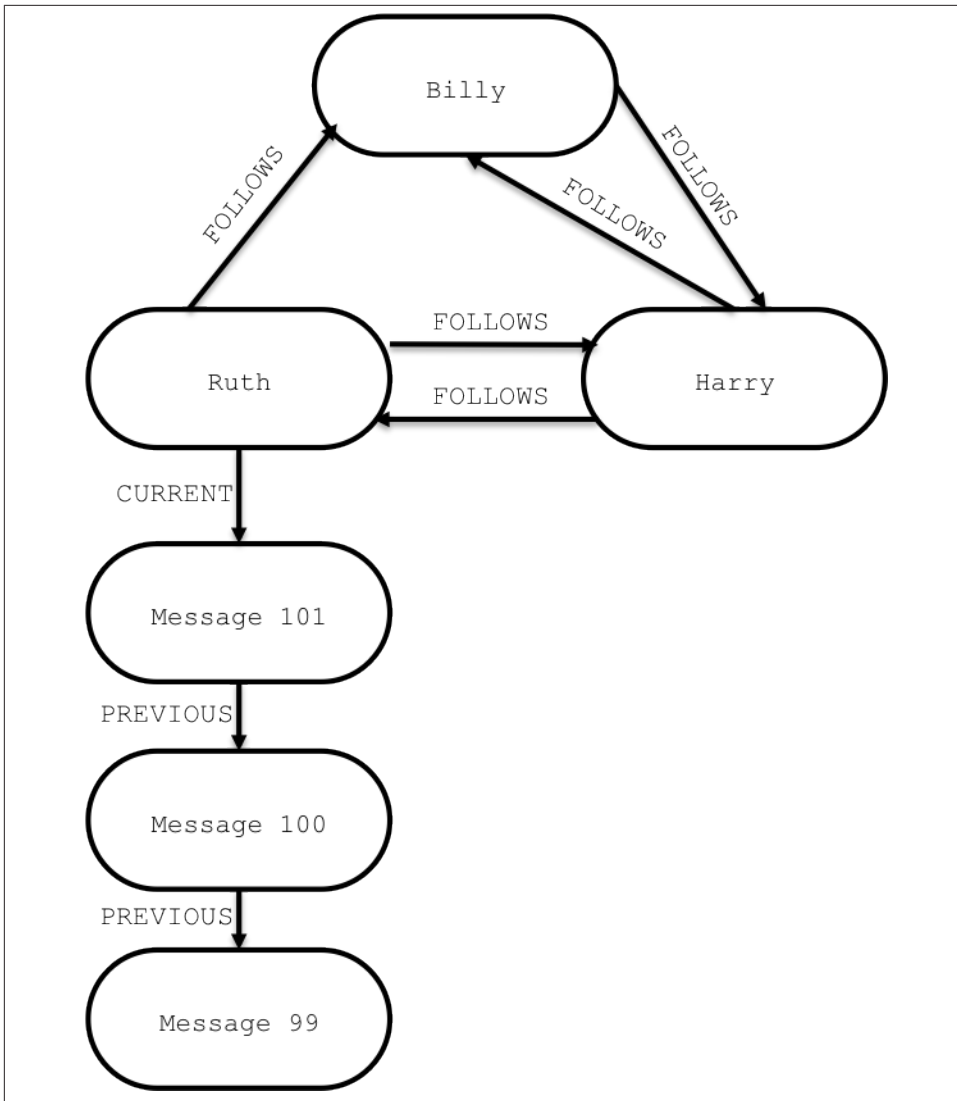 Billy
FOLLOWS
FOLLOWS
FOLLOWS
FOLLOWS
Ruth
Harry
FOLLOWS
CURRENT
Message 101
PREVIOUS
Message 100
PREVIOUS
Message 99